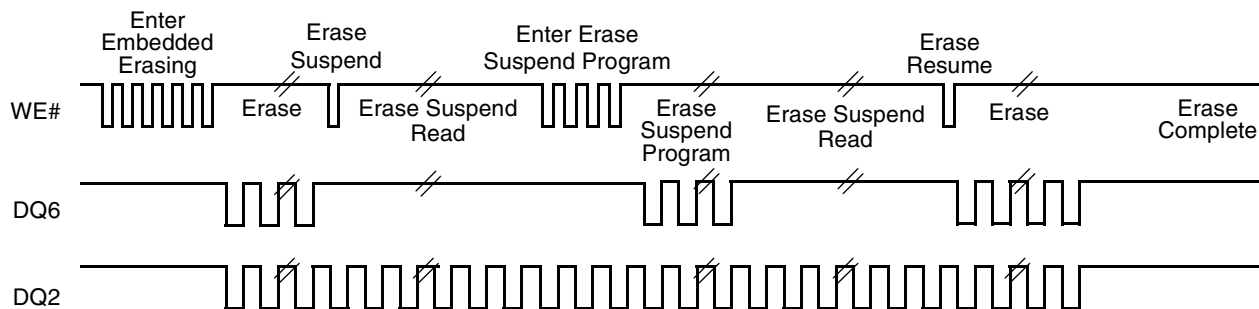 Enter
Embedded
Erasing
Erase
Suspend
Enter Erase
Suspend Program
Erase
Resume
WE#
Erase
Erase Suspend
Read
Erase
Suspend
Program
Erase Suspend
Read
Erase
Erase
Complete
DQ6
DQ2